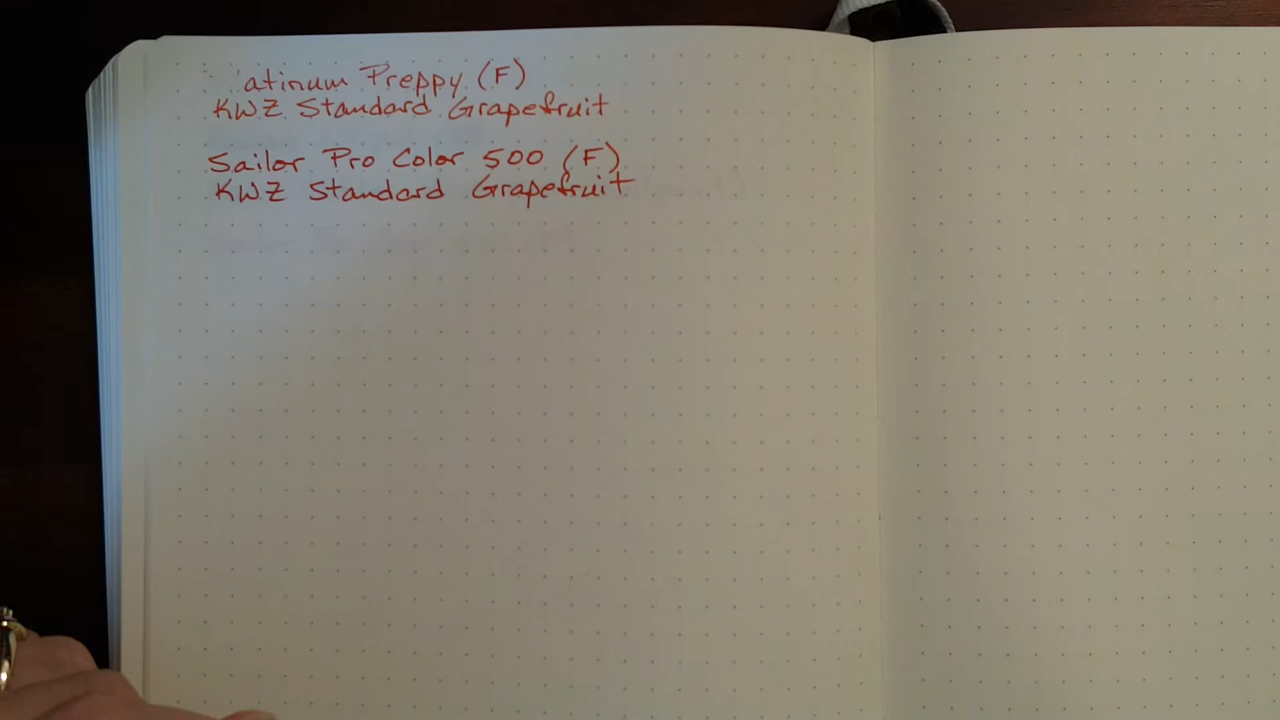 atinum Preppy (F)
KWZ Standard Grapefruit
Sailor Pro Color 500 (F)
KWZ Standard Grapefruit